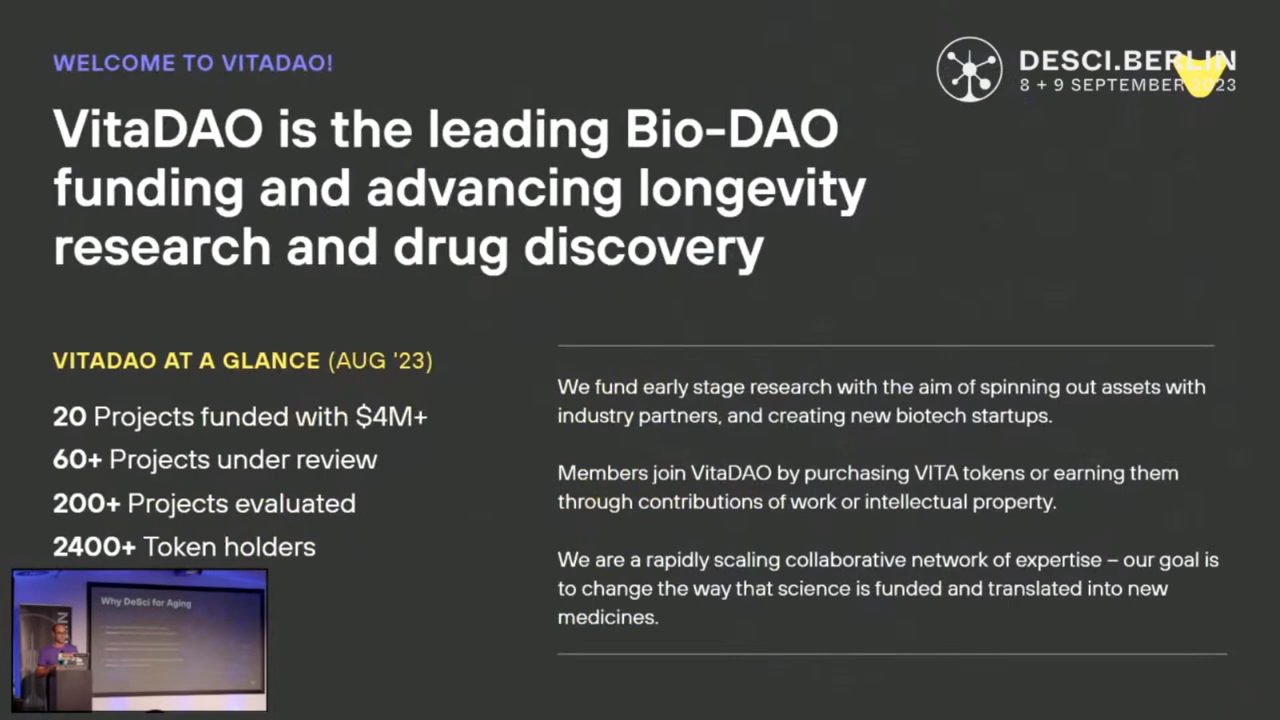 WELCOME TO VITADAO!
DESCI.BERLIN
8 + 9 SEPTEMBER 2023
VitaDAO is the leading Bio-DAO
funding and advancing longevity
research and drug discovery
VITADAO AT A GLANCE (AUG '23)
20 Projects funded with $4M+
60+ Projects under review
200+ Projects evaluated
2400+ Token holders
We fund early stage research with the aim of spinning out assets with
industry partners, and creating new biotech startups.
Members join VitaDAO by purchasing VITA tokens or earning them
through contributions of work or intellectual property.
We are a rapidly scaling collaborative network of expertise – our goal is
to change the way that science is funded and translated into new
medicines.
Why DeSci for Aging